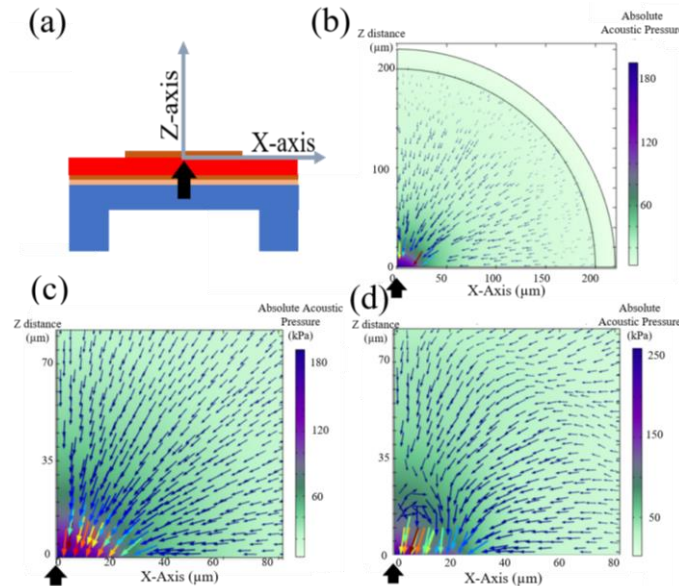 (a)
Z-axis
X-axis
(b)
Z distance
[µm]
200
100
0
0
50
100
150
200
X-Axis (µm)
Absolute
Acoustic Pressure
180
120
60
(c)
Z distance
[µm]
70
35
0
0
20
40
60
80
X-Axis (µm)
Absolute Acoustic
Pressure
(kPa)
180
120
60
(d)
Z distance
[µm]
70
35
0
0
20
40
60
80
X-Axis (µm)
Absolute
Acoustic Pressure
(kPa)
250
150
50